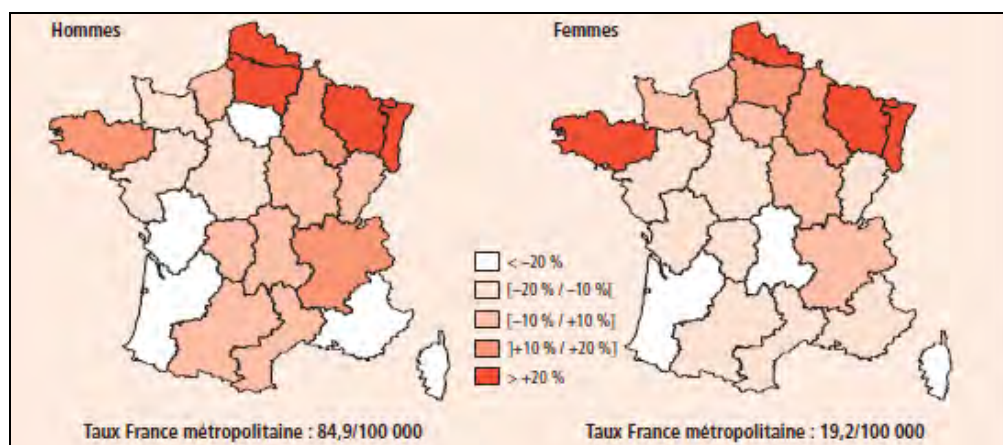 Hommes
Femmes
< –20 %
[–20 % / –10 %[
[–10 % / +10 %]
]+10 % / +20 %]
> +20 %
Taux France métropolitaine : 84,9/100 000
Taux France métropolitaine : 19,2/100 000